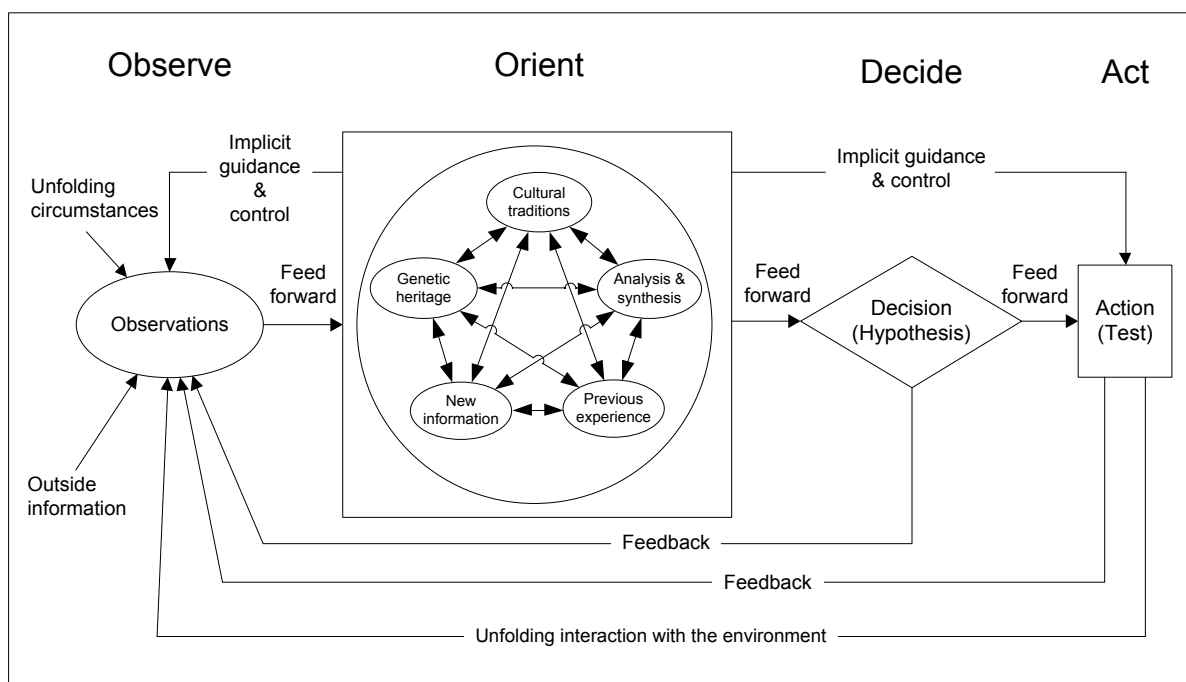 Observe
Orient
Decide
Act
Implicit
guidance
&
control
Implicit guidance
& control
Unfolding
circumstances
Cultural
traditions
Genetic
heritage
Analysis &
synthesis
New
information
Previous
experience
Feed
forward
Observations
Feed
forward
Decision
(Hypothesis)
Feed
forward
Action
(Test)
Outside
information
Feedback
Feedback
Unfolding interaction with the environment